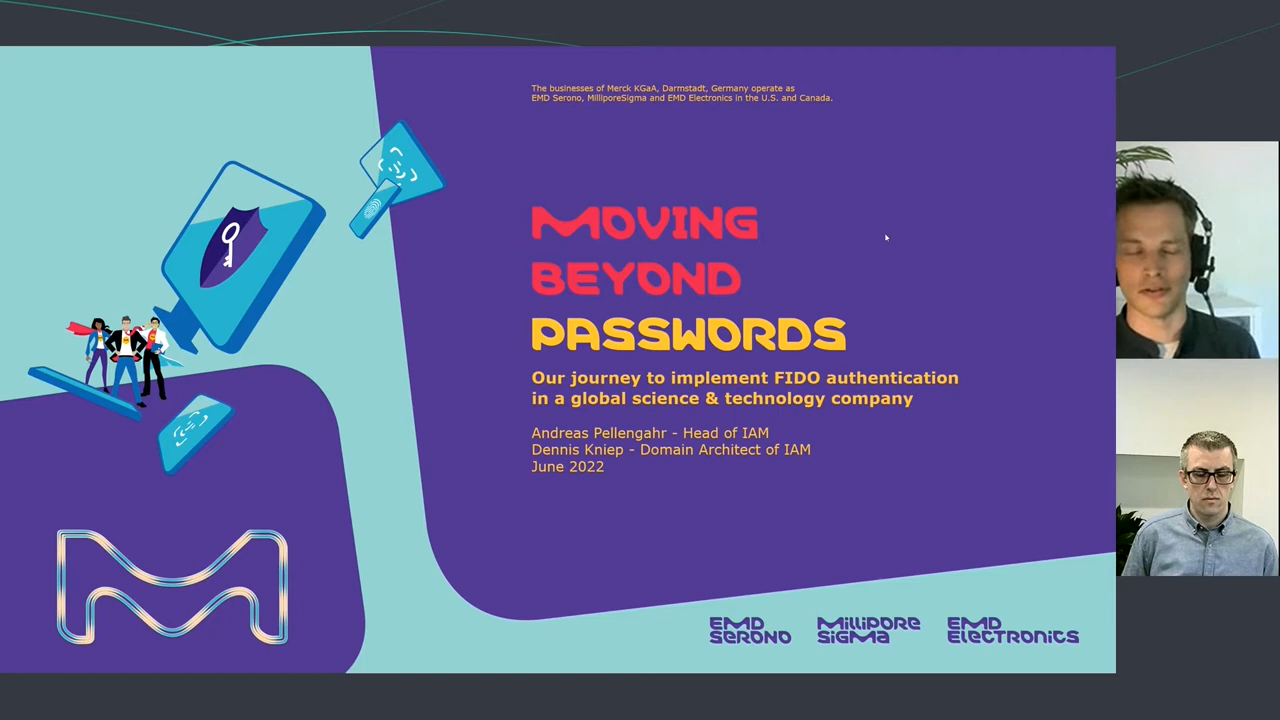 The businesses of Merck KGaA, Darmstadt, Germany operate as
EMD Serono, MilliporeSigma and EMD Electronics in the U.S. and Canada.
MOVING
BEYOND
PASSWORDS
Our journey to implement FIDO authentication
in a global science & technology company
Andreas Pellengahr - Head of IAM
Dennis Kniep - Domain Architect of IAM
June 2022
EMD
SERONO
MILLIPORE
SIGMA
EMD
ELECTRONICS